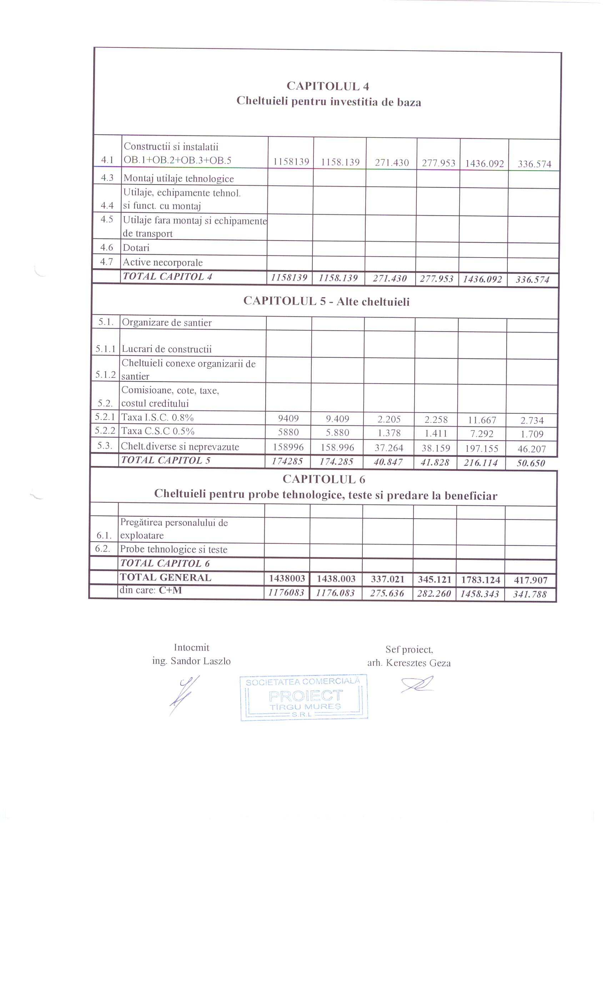 CAPITOLUL 4
Cheltuieli pentru investitia de baza
Constructii si instalatii
4.1 OB.1+OB.2+OB.3+OB.5 1158139 1158.139 271.430 277.953 1436.092 336.574
4.3 Montaj utilaje tehnologice
Utilaje, echipamente tehnol.
4.4 si funct. cu montaj
4.5 Utilaje fara montaj si echipamente
de transport
4.6 Dotari
4.7 Active necorporale
TOTAL CAPITOL 4 1158139 1158.139 271.430 277.953 1436.092 336.574
CAPITOLUL 5 - Alte cheltuieli
5.1. Organizare de santier
5.1.1 Lucrari de constructii
Cheltuieli conexe organizarii de
5.1.2 santier
Comisioane, cote, taxe,
5.2. costul creditului
5.2.1 Taxa I.S.C. 0.8% 9409 9.409 2.205 2.258 11.667 2.734
5.2.2 Taxa C.S.C 0.5% 5880 5.880 1.378 1.411 7.292 1.709
5.3. Chelt.diverse si neprevazute 158996 158.996 37.264 38.159 197.155 46.207
TOTAL CAPITOL 5 174285 174.285 40.847 41.828 216.114 50.650
CAPITOLUL 6
Cheltuieli pentru probe tehnologice, teste si predare la beneficiar
Pregătirea personalului de
6.1. exploatare
6.2. Probe tehnologice si teste
TOTAL CAPITOL 6
TOTAL GENERAL 1438003 1438.003 337.021 345.121 1783.124 417.907
din care: C+M 1176083 1176.083 275.636 282.260 1458.343 341.788
Intocmit
ing. Sandor Laszlo
Sef proiect,
arh. Keresztes Geza
SOCIETATEA COMERCIALĂ
PROIECT
TÎRGU MUREȘ
S.R.L